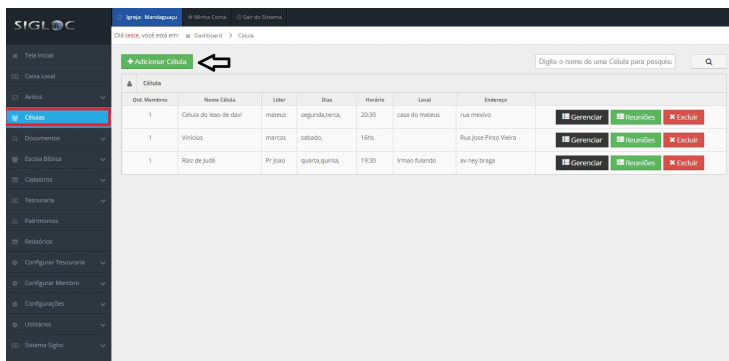 SIGLOC
Igreja: Mandaguaçu
Minha Conta
Sair do Sistema
Olá teste, você está em: Dashboard > Celula
Tela Inicial
Caixa Local
Avisos
Células
Documentos
Escola Bíblica
Cadastros
Tesouraria
Patrimonios
Relatórios
Configurar Tesouraria
Configurar Membro
Configurações
Utilitários
Sistema Sigloc
Adicionar Célula
Digite o nome de uma Célula para pesquis
Célula
Qtd. Membros Nome Célula Lider Dias Horário Local Endereço
1 Celula do leao de davi mateus segunda,terca, 20:30 casa do mateus rua mexivo Gerenciar Reuniões Excluir
1 Vinicius marcos sabado, 16hs Rua Jose Pinto Vieira Gerenciar Reuniões Excluir
1 Raiz de Judá Pr Joao quarta,quinta, 19:30 Irmao fulando av ney braga Gerenciar Reuniões Excluir